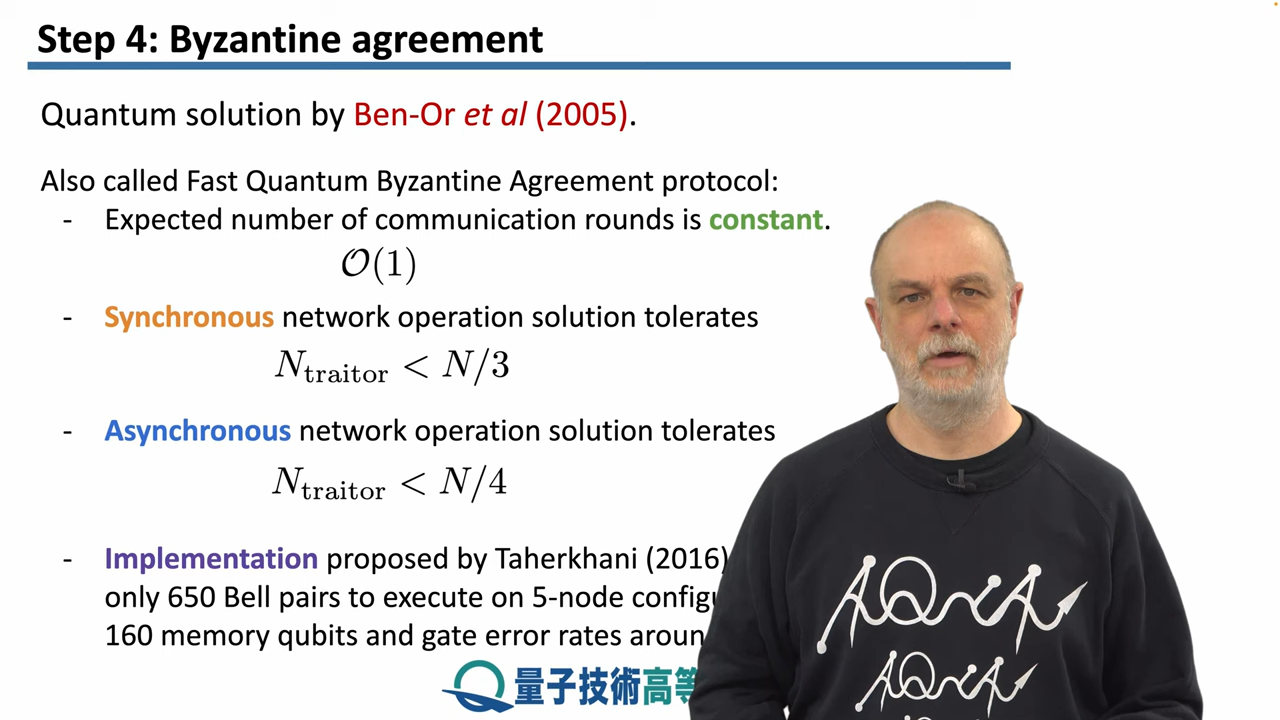 Step 4: Byzantine agreement
Quantum solution by Ben-Or et al (2005).
Also called Fast Quantum Byzantine Agreement protocol:
- Expected number of communication rounds is constant.
𝒪(1)
- Synchronous network operation solution tolerates
N_traitor < N/3
- Asynchronous network operation solution tolerates
N_traitor < N/4
- Implementation proposed by Taherkhani (2016)
only 650 Bell pairs to execute on 5-node
160 memory qubits and gate error rates
量子技術高等
AQUA
AQUA